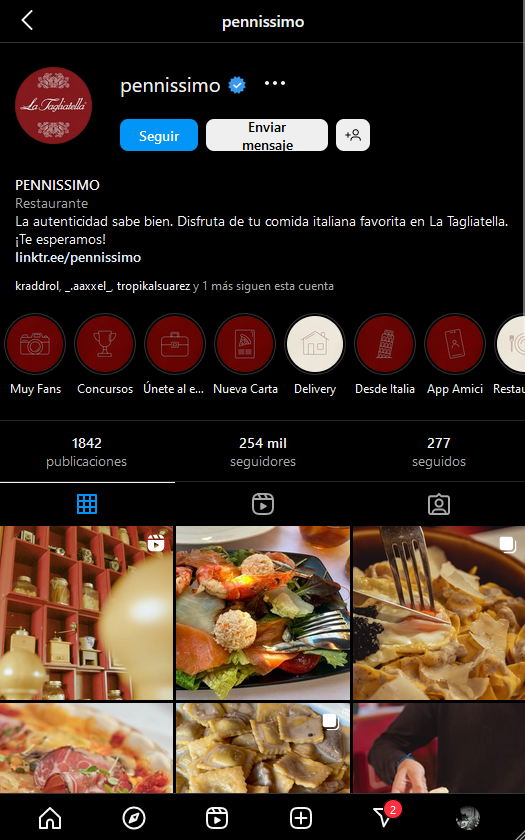 pennissimo
La Tagliatella
pennissimo
Seguir
Enviar
mensaje
PENNISSIMO
Restaurante
La autenticidad sabe bien. Disfruta de tu comida italiana favorita en La Tagliatella.
¡Te esperamos!
linktr.ee/pennissimo
kraddrol, _.aaxxel_, tropikalsuarez y 1 más siguen esta cuenta
Muy Fans Concursos Únete al e... Nueva Carta Delivery Desde Italia App Amici Restau
1842 254 mil 277
publicaciones seguidores seguidos
2